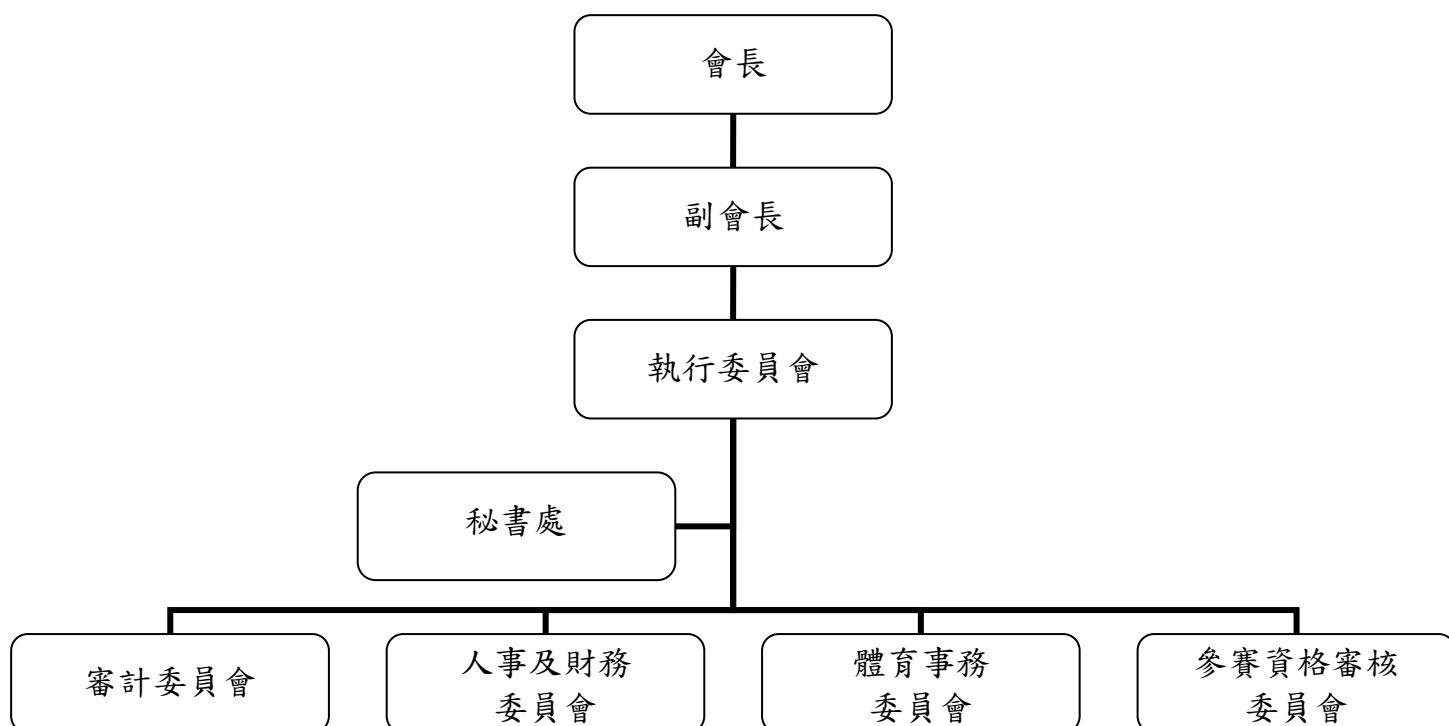 會長
副會長
執行委員會
秘書處
審計委員會
人事及財務
委員會
體育事務
委員會
參賽資格審核
委員會